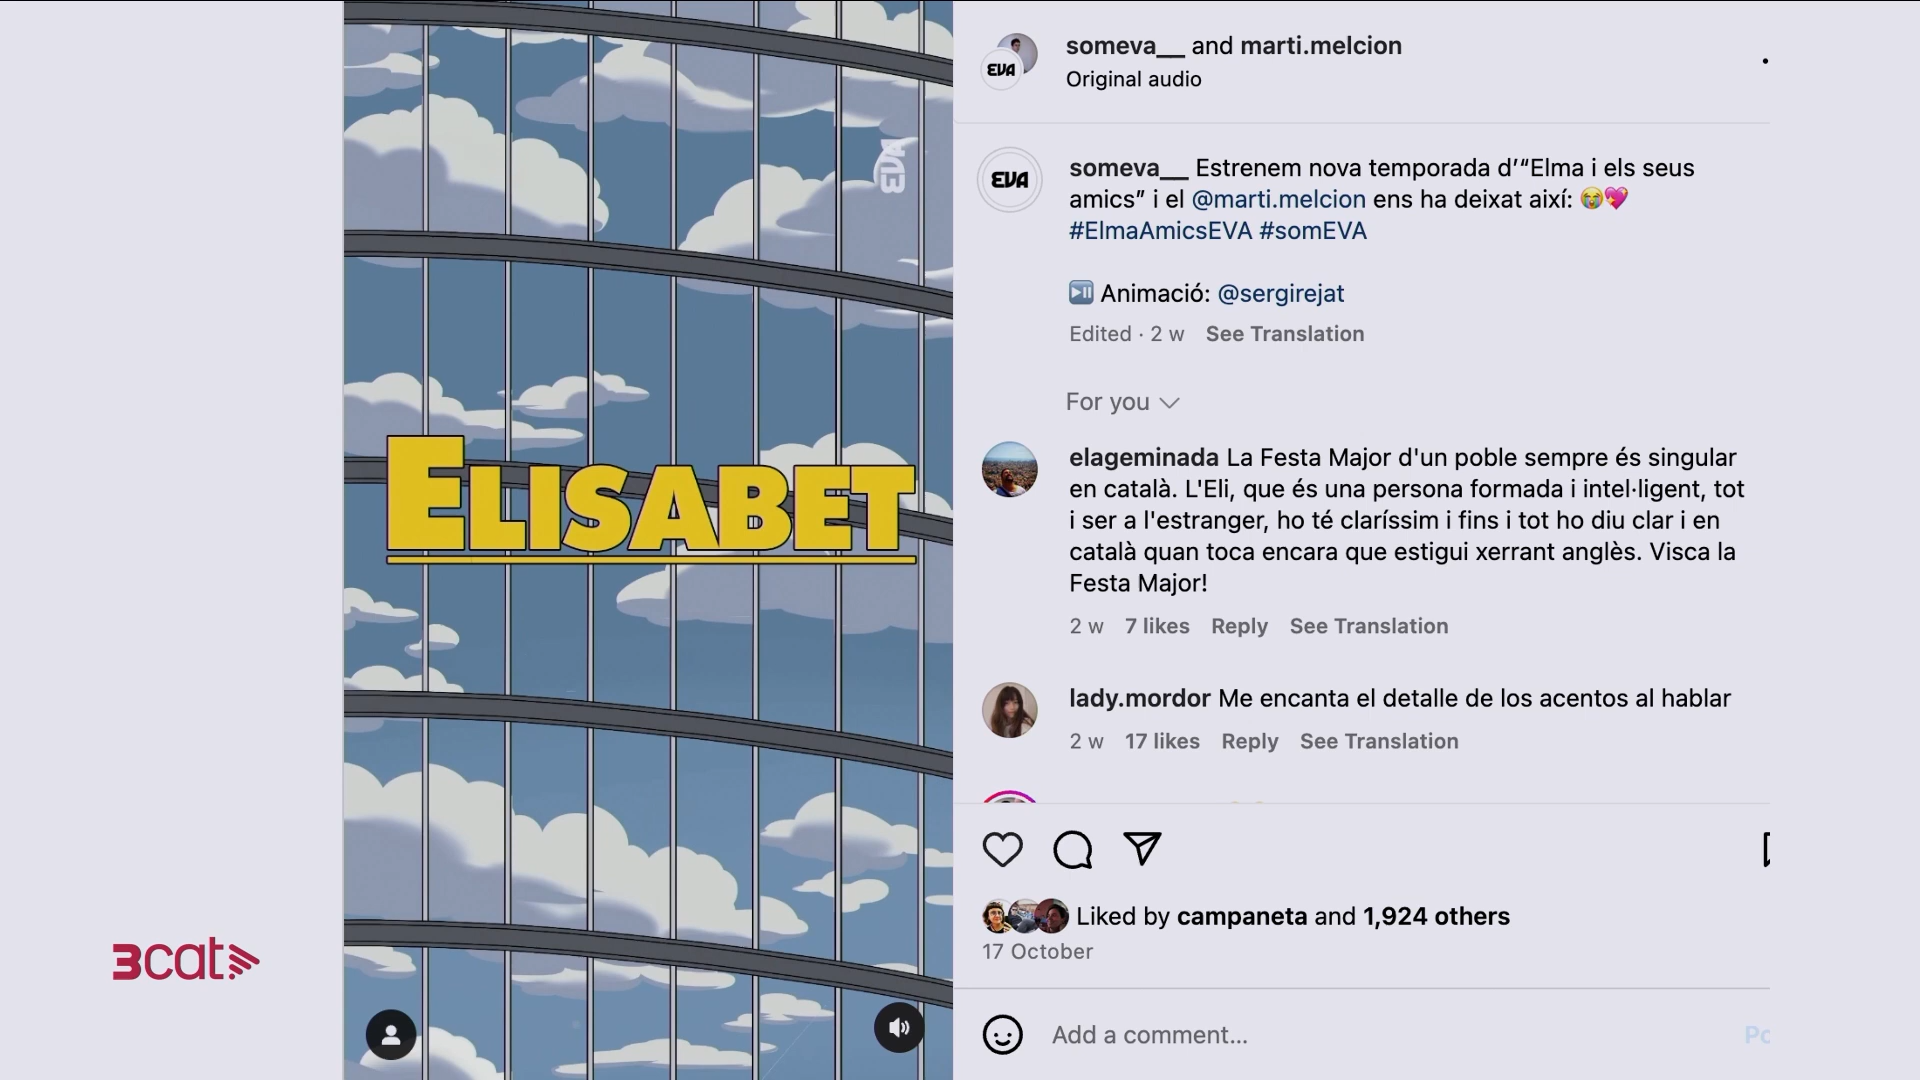 EVA
ELISABET
3cat
someva__ and marti.melcion
EVA
Original audio
EVA
someva__ Estrenem nova temporada d’“Elma i els seus
amics” i el @marti.melcion ens ha deixat així: 😭💖
#ElmaAmicsEVA #somEVA
⏯️ Animació: @sergirejat
Edited · 2 w See Translation
For you
elageminada La Festa Major d'un poble sempre és singular
en català. L'Eli, que és una persona formada i intel·ligent, tot
i ser a l'estranger, ho té claríssim i fins i tot ho diu clar i en
català quan toca encara que estigui xerrant anglès. Visca la
Festa Major!
2 w 7 likes Reply See Translation
lady.mordor Me encanta el detalle de los acentos al hablar
2 w 17 likes Reply See Translation
Liked by campaneta and 1,924 others
17 October
Add a comment...